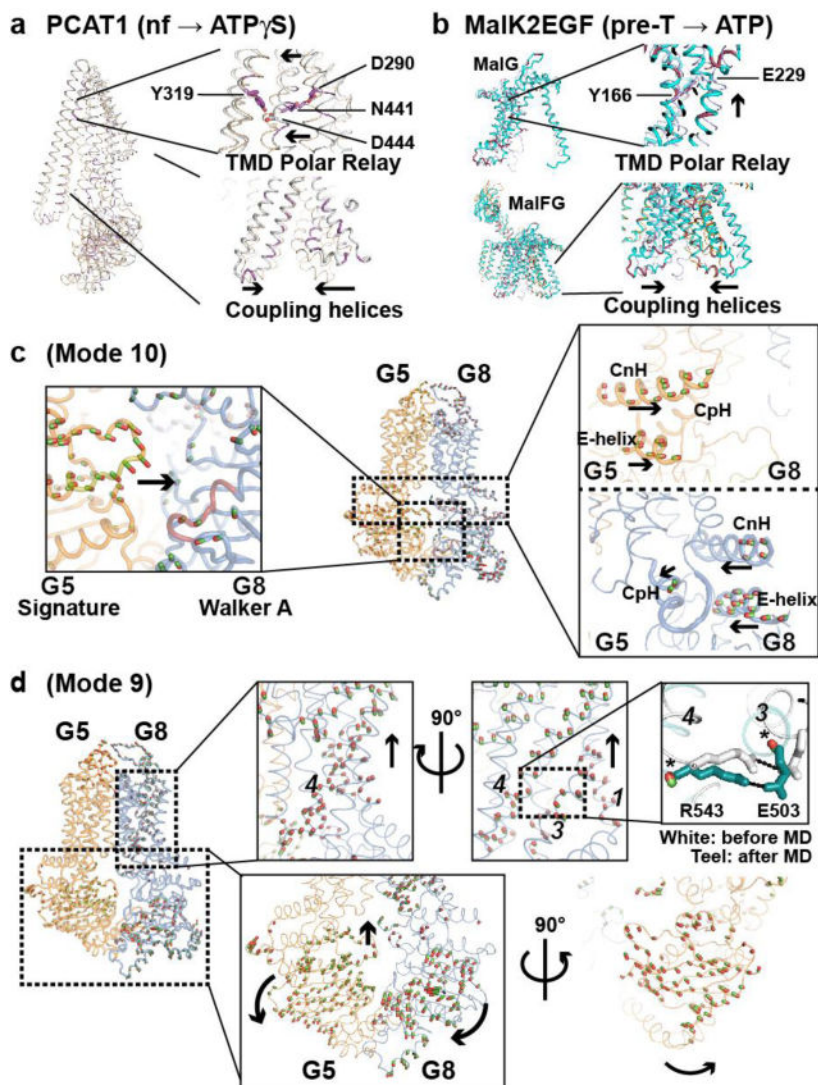 a PCAT1 (nf → ATPγS)
Y319
D290
N441
D444
TMD Polar Relay
Coupling helices
b MalK2EGF (pre-T → ATP)
MalG
Y166
E229
TMD Polar Relay
MalFG
Coupling helices
c (Mode 10)
G5 G8
G5 G8
Signature Walker A
CnH
CpH
E-helix
G5 G8
CnH
CpH
E-helix
G5 G8
d (Mode 9)
G5 G8
4
90°
4
3
1
4 3
* *
R543 E503
White: before MD
Teel: after MD
G5 G8
90°